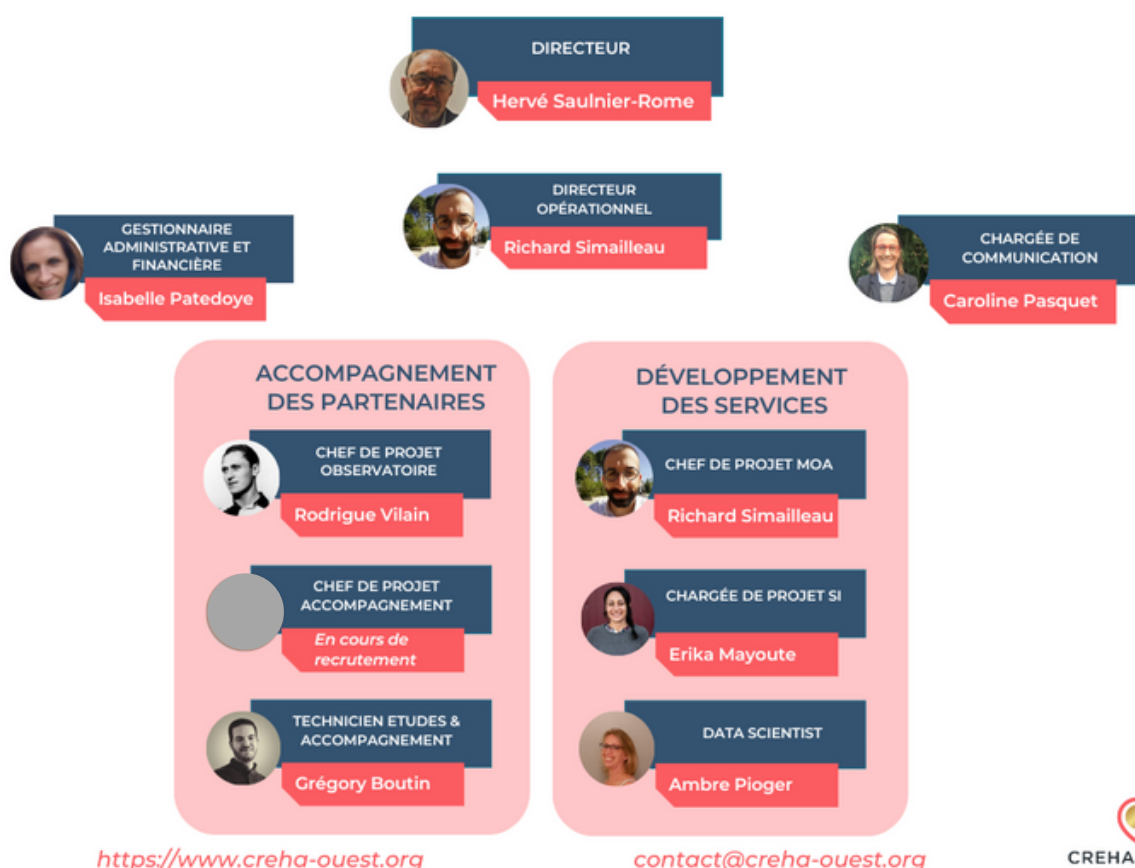 DIRECTEUR
Hervé Saulnier-Rome
DIRECTEUR
OPÉRATIONNEL
Richard Simailleau
GESTIONNAIRE
ADMINISTRATIVE ET
FINANCIÈRE
Isabelle Patedoye
CHARGÉE DE
COMMUNICATION
Caroline Pasquet
ACCOMPAGNEMENT
DES PARTENAIRES
CHEF DE PROJET
OBSERVATOIRE
Rodrigue Vilain
CHEF DE PROJET
ACCOMPAGNEMENT
En cours de
recrutement
TECHNICIEN ETUDES &
ACCOMPAGNEMENT
Grégory Boutin
DÉVELOPPEMENT
DES SERVICES
CHEF DE PROJET MOA
Richard Simailleau
CHARGÉE DE PROJET SI
Erika Mayoute
DATA SCIENTIST
Ambre Pioger
https://www.creha-ouest.org
contact@creha-ouest.org
CREHA